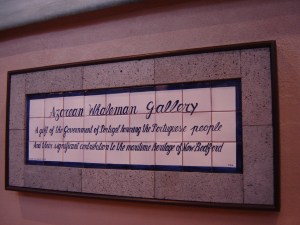 Azorean Whaleman Gallery
A gift of the Government of Portugal honoring the Portuguese people
And their significant contribution to the maritime heritage of New Bedford